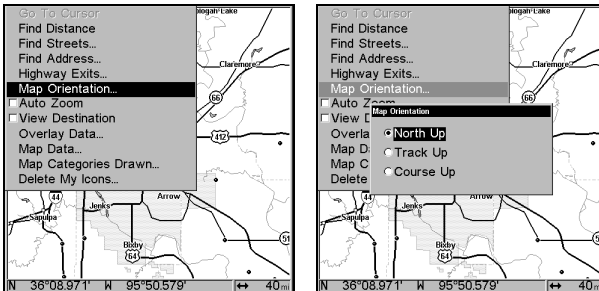 Go To Cursor
Find Distance
Find Streets...
Find Address...
Highway Exits...
Map Orientation...
Auto Zoom
View Destination
Overlay Data...
Map Data...
Map Categories Drawn...
Delete My Icons...
Claremore
66
412
44
Sapulpa
Jenks
Arrow
Bixby
64
51
N 36°08.971' W 95°50.579' ↔ 40mi
Go To Cursor
Find Distance
Find Streets...
Find Address...
Highway Exits...
Map Orientation...
Auto Zoom
Map Orientation
North Up
Track Up
Course Up
View D
Overla
Map D
Map C
Delete
Claremore
66
44
Sapulpa
Jenks
Arrow
Bixby
64
5
N 36°08.971' W 95°50.579' ↔ 40mi